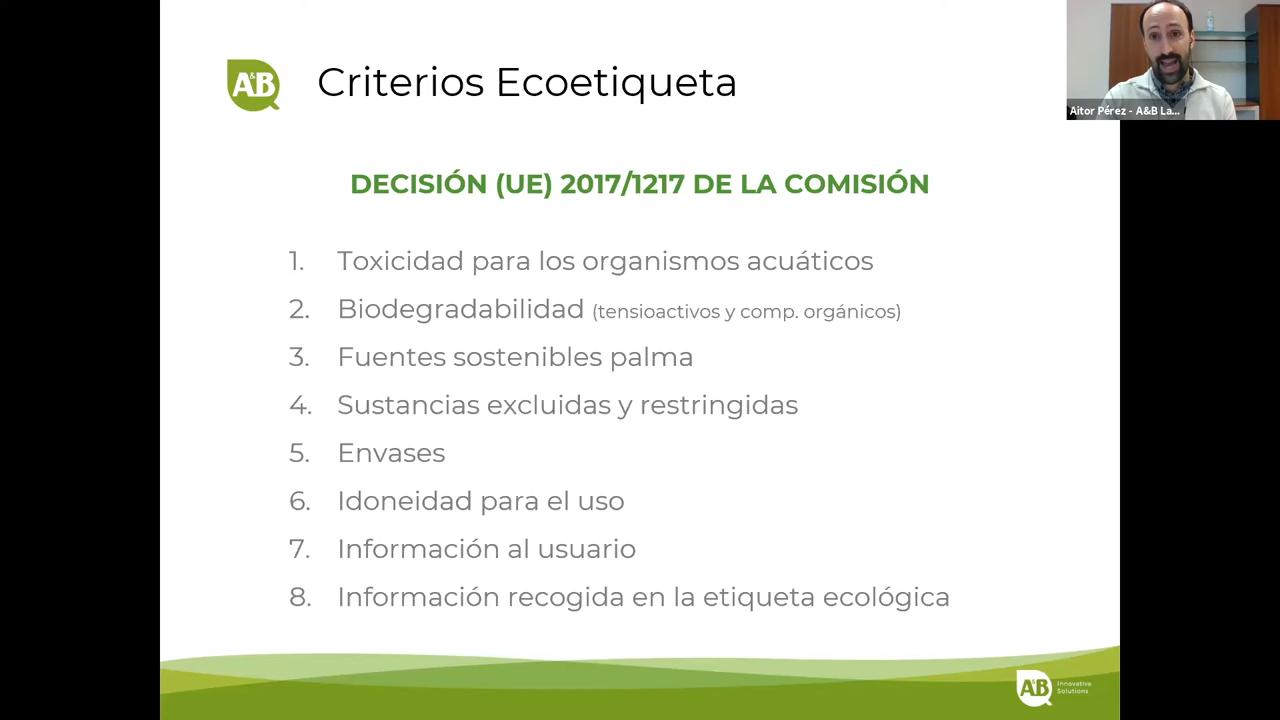 A&B
Criterios Ecoetiqueta
Aitor Pérez - A&B La...
DECISIÓN (UE) 2017/1217 DE LA COMISIÓN
1. Toxicidad para los organismos acuáticos
2. Biodegradabilidad (tensioactivos y comp. orgánicos)
3. Fuentes sostenibles palma
4. Sustancias excluidas y restringidas
5. Envases
6. Idoneidad para el uso
7. Información al usuario
8. Información recogida en la etiqueta ecológica
A&B Innovative
Solutions